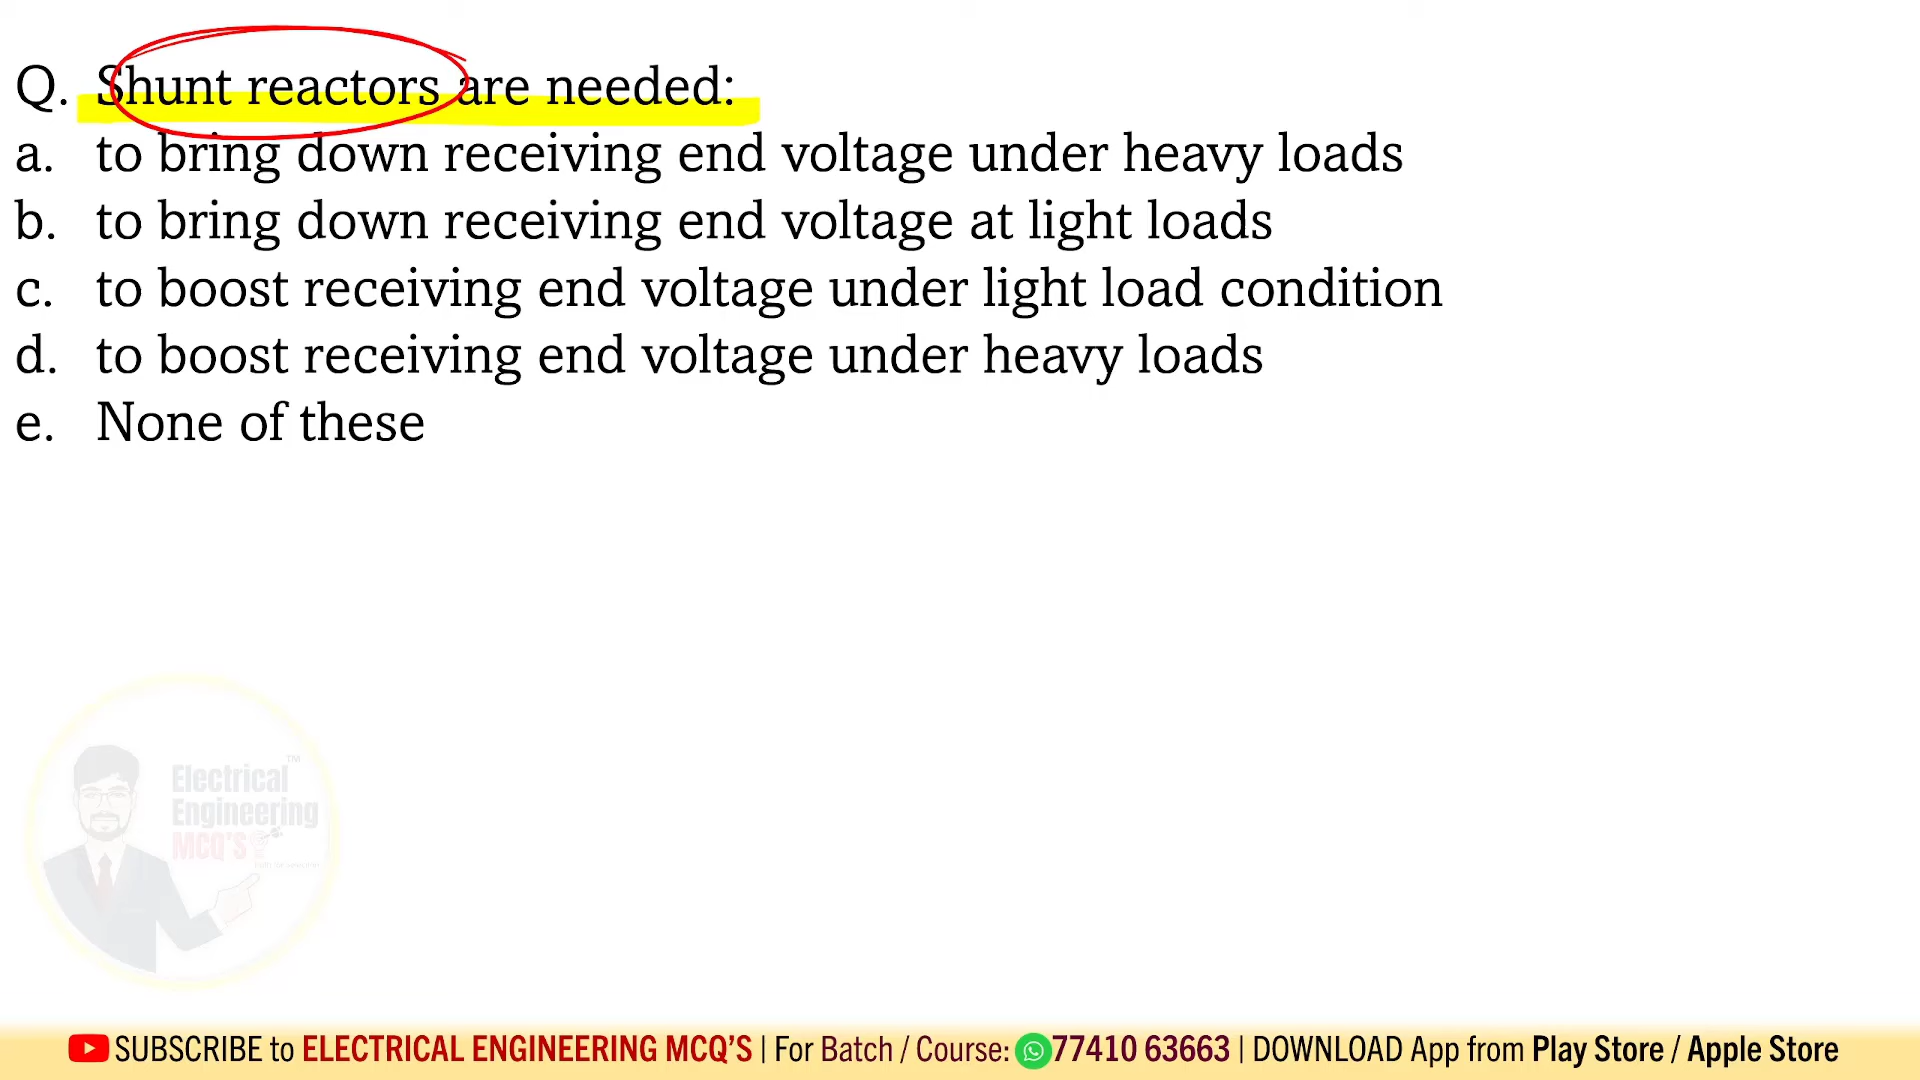 Q. Shunt reactors are needed:
a. to bring down receiving end voltage under heavy loads
b. to bring down receiving end voltage at light loads
c. to boost receiving end voltage under light load condition
d. to boost receiving end voltage under heavy loads
e. None of these
Electrical™
Engineering
MCQ'S
SUBSCRIBE to ELECTRICAL ENGINEERING MCQ'S | For Batch / Course: 77410 63663 | DOWNLOAD App from Play Store / Apple Store